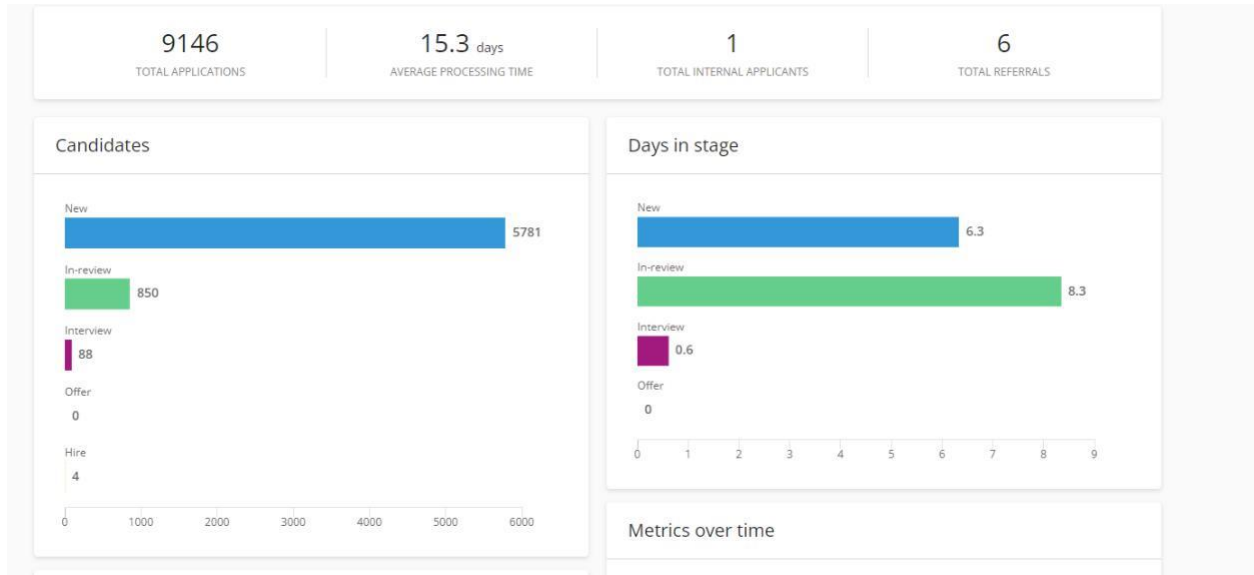 9146
TOTAL APPLICATIONS
15.3 days
AVERAGE PROCESSING TIME
1
TOTAL INTERNAL APPLICANTS
6
TOTAL REFERRALS
Candidates
New
5781
In-review
850
Interview
88
Offer
0
Hire
4
0 1000 2000 3000 4000 5000 6000
Days in stage
New
6.3
In-review
8.3
Interview
0.6
Offer
0
0 1 2 3 4 5 6 7 8 9
Metrics over time